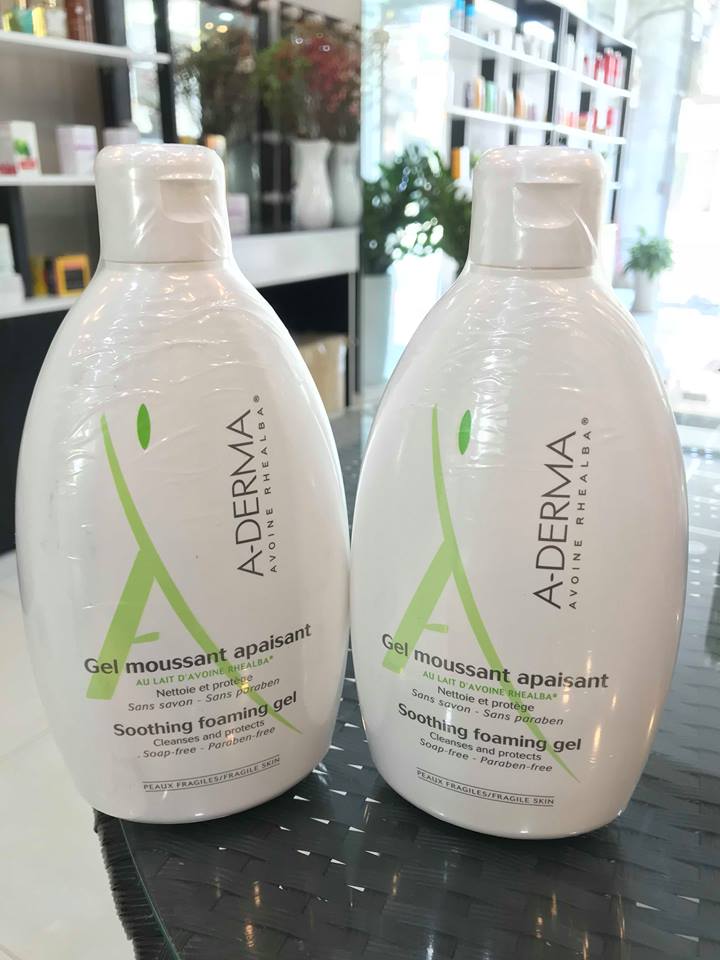 A-DERMA
AVOINE RHEALBA®
Gel moussant apaisant
AU LAIT D'AVOINE RHEALBA®
Nettoie et protège
Sans savon - Sans paraben
Soothing foaming gel
Cleanses and protects
Soap-free - Paraben-free
PEAUX FRAGILES/FRAGILE SKIN
A-DERMA
AVOINE RHEALBA®
Gel moussant apaisant
AU LAIT D'AVOINE RHEALBA®
Nettoie et protège
Sans savon - Sans paraben
Soothing foaming gel
Cleanses and protects
Soap-free - Paraben-free
PEAUX FRAGILES/FRAGILE SKIN